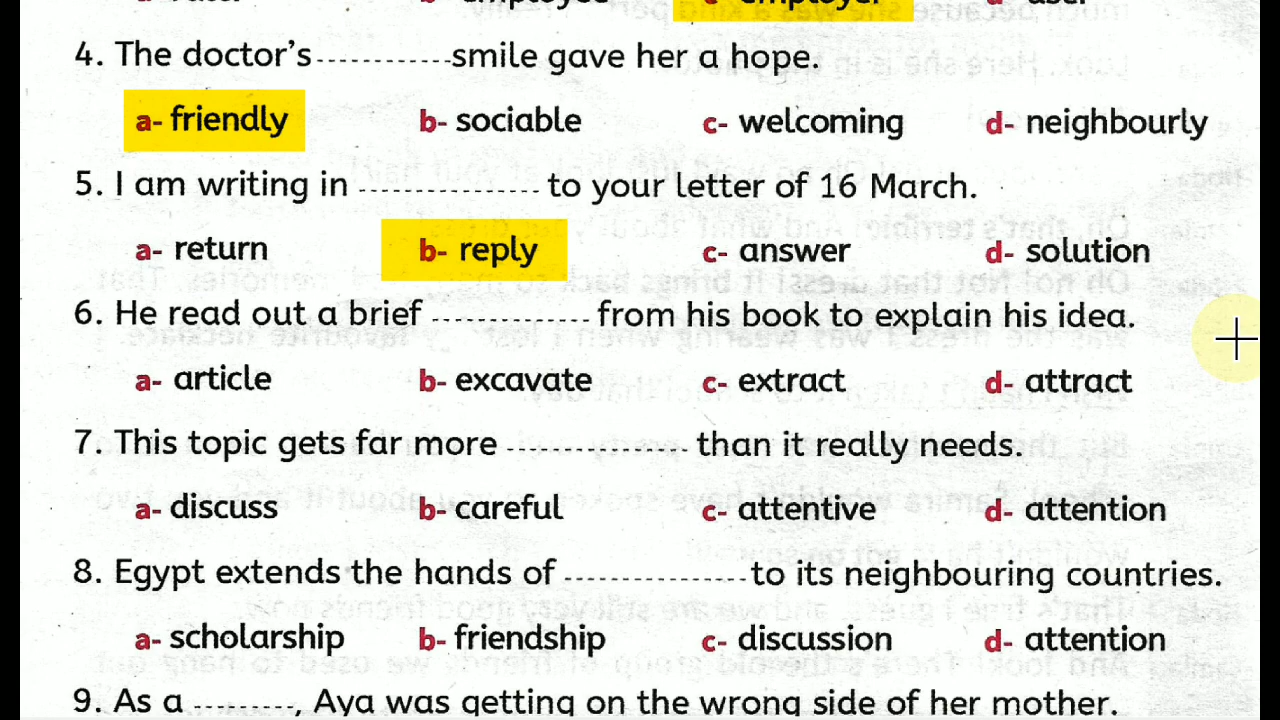 4. The doctor's ------------ smile gave her a hope.
a- friendly b- sociable c- welcoming d- neighbourly
5. I am writing in ---------------- to your letter of 16 March.
a- return b- reply c- answer d- solution
6. He read out a brief -------------- from his book to explain his idea.
a- article b- excavate c- extract d- attract
7. This topic gets far more ---------------- than it really needs.
a- discuss b- careful c- attentive d- attention
8. Egypt extends the hands of ---------------- to its neighbouring countries.
a- scholarship b- friendship c- discussion d- attention
9. As a ---------, Aya was getting on the wrong side of her mother.